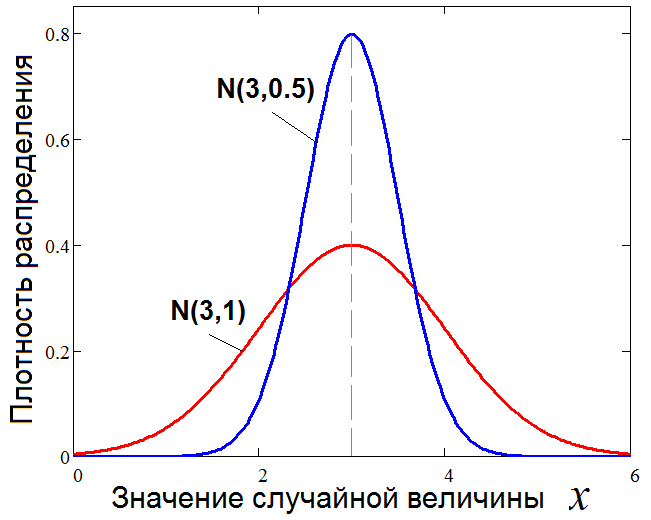 Плотность распределения
0.8
0.6
0.4
0.2
0
N(3,0.5)
N(3,1)
0 2 4 6
Значение случайной величины x